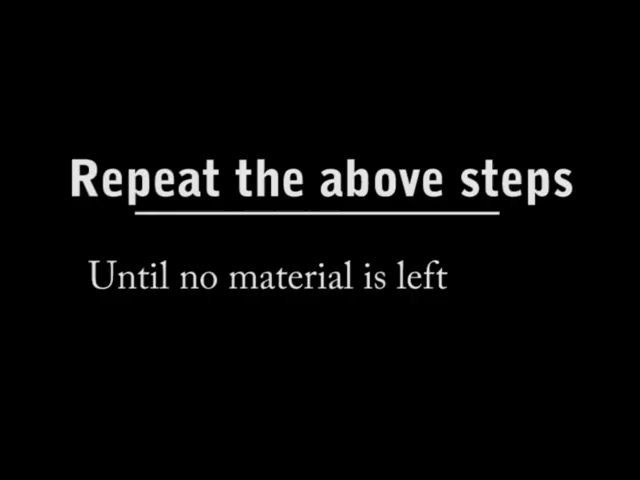 Repeat the above steps
Until no material is left